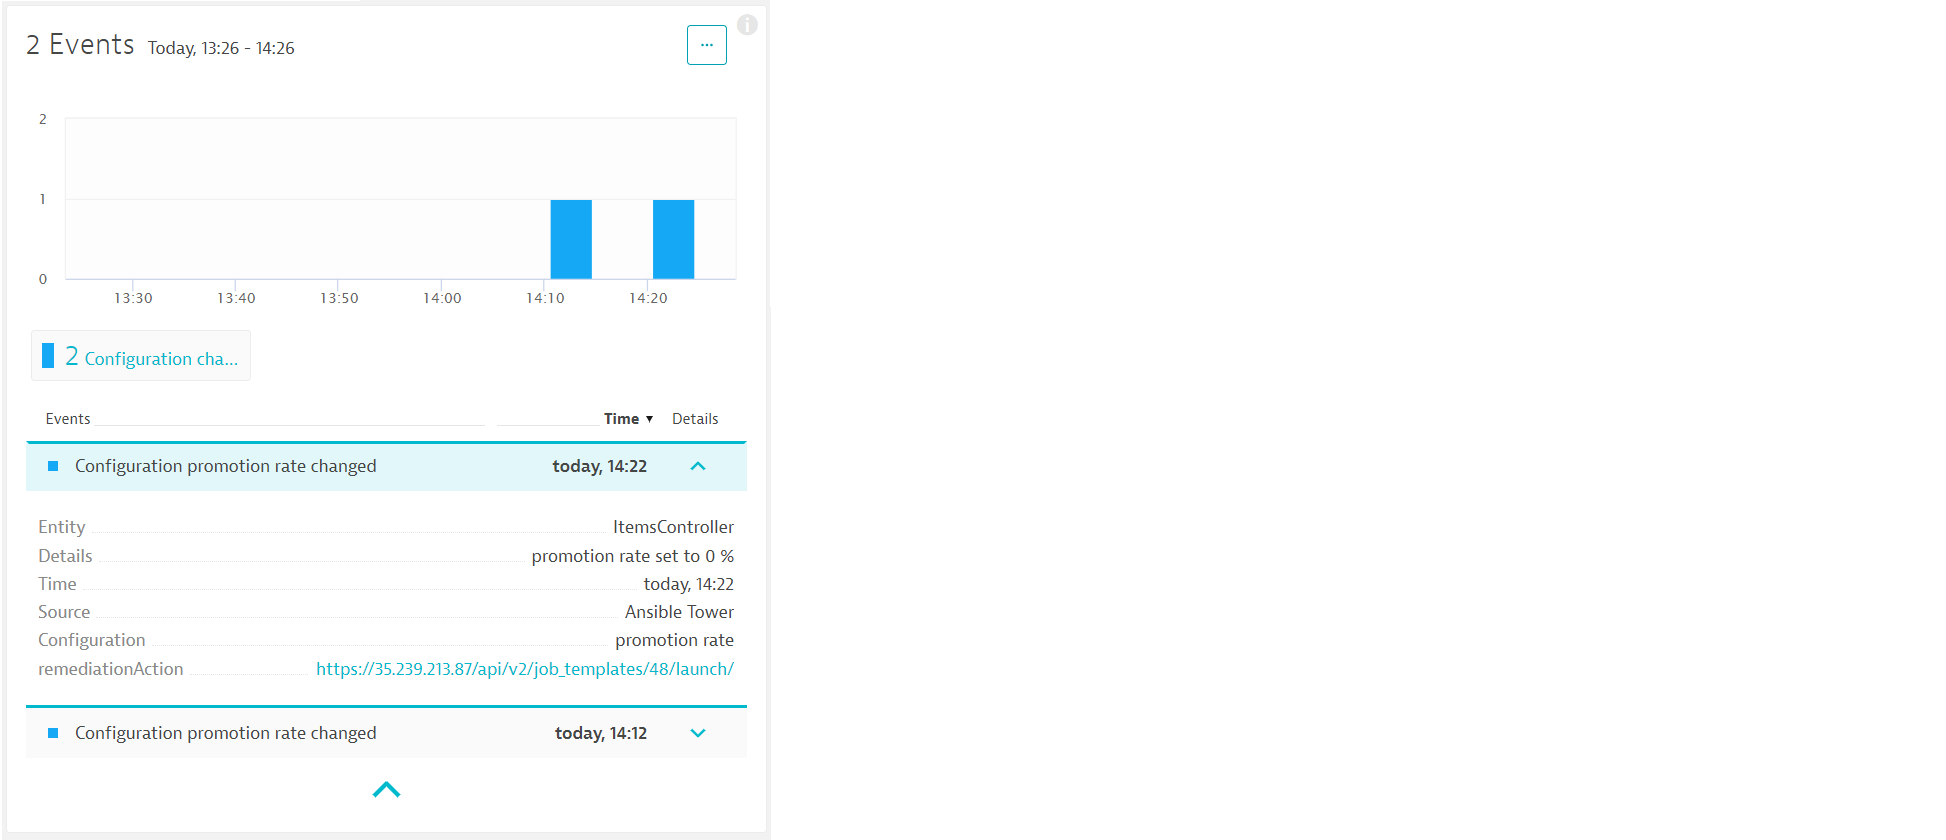 2 Events Today, 13:26 - 14:26
...
2
1
0
13:30 13:40 13:50 14:00 14:10 14:20
2 Configuration cha...
Events Time ▼ Details
Configuration promotion rate changed today, 14:22
Entity ItemsController
Details promotion rate set to 0 %
Time today, 14:22
Source Ansible Tower
Configuration promotion rate
remediationAction https://35.239.213.87/api/v2/job_templates/48/launch/
Configuration promotion rate changed today, 14:12